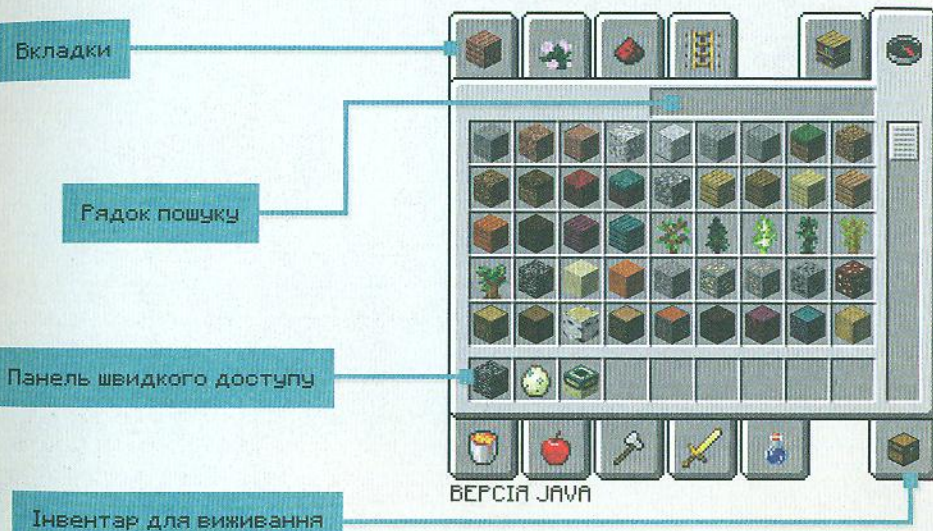 Вкладки
Рядок пошуку
Панель швидкого доступу
Інвентар для виживання
ВЕРСІЯ JAVA